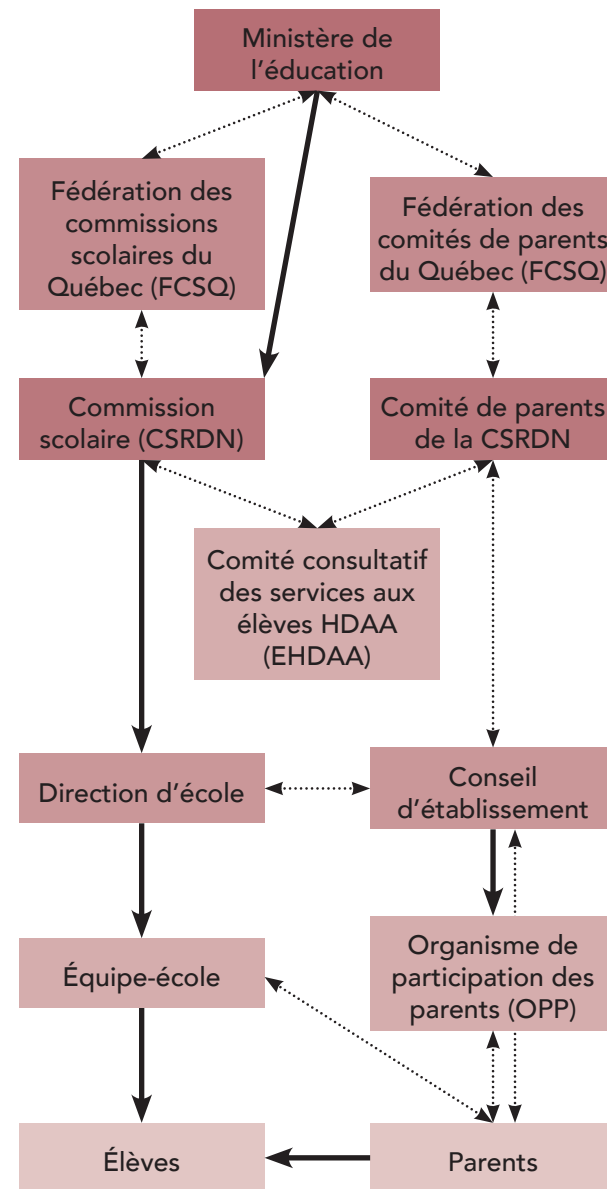 Ministère de
l'éducation
Fédération des
commissions
scolaires du
Québec (FCSQ)
Fédération des
comités de parents
du Québec (FCSQ)
Commission
scolaire (CSRDN)
Comité de parents
de la CSRDN
Comité consultatif
des services aux
élèves HDAA
(EHDAA)
Direction d'école
Conseil
d'établissement
Équipe-école
Organisme de
participation des
parents (OPP)
Élèves
Parents